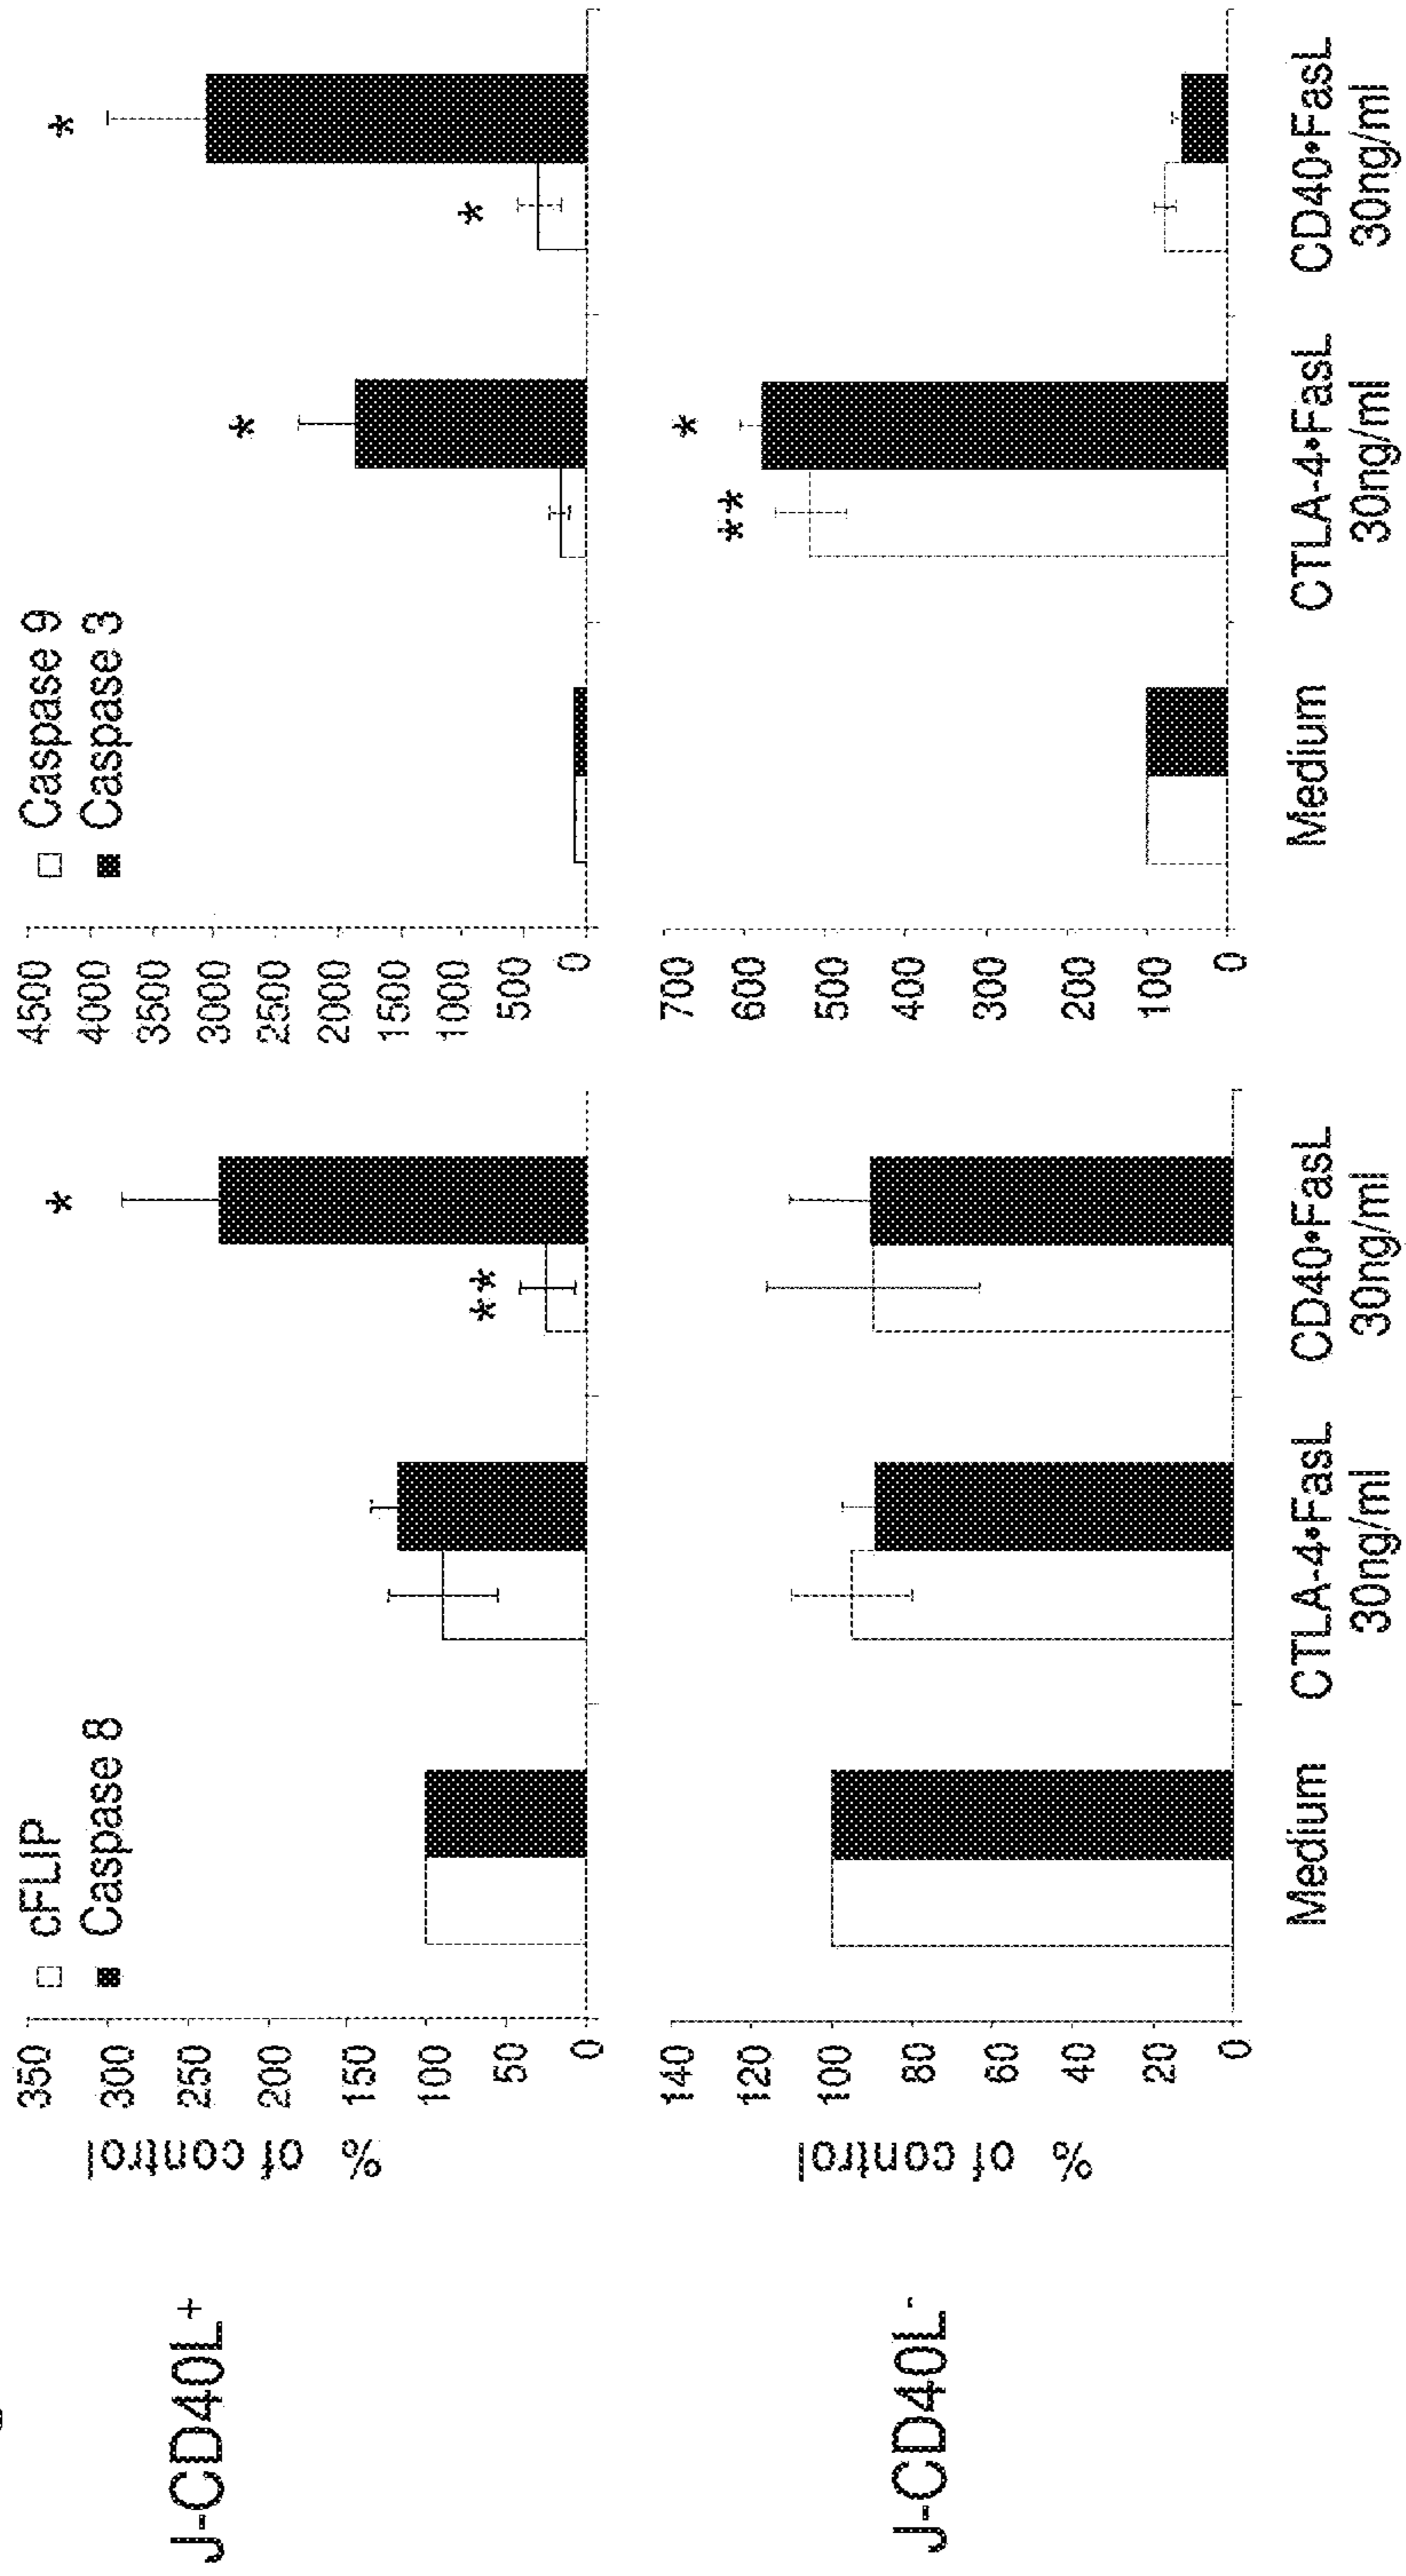 J-CD40L+
% of control
350
300
250
200
150
100
50
0
cFLIP
Caspase 8
**
*
4500
4000
3500
3000
2500
2000
1500
1000
500
0
Caspase 9
Caspase 3
*
*
*
J-CD40L-
% of control
140
120
100
80
60
40
20
0
Medium
CTLA-4•FasL
30ng/ml
CD40•FasL
30ng/ml
700
600
500
400
300
200
100
0
**
*
Medium
CTLA-4•FasL
30ng/ml
CD40•FasL
30ng/ml